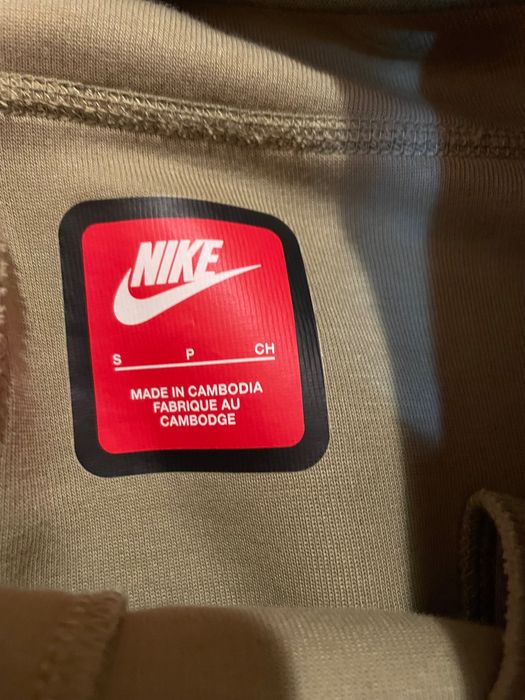 NIKE
S P CH
MADE IN CAMBODIA
FABRIQUE AU
CAMBODGE